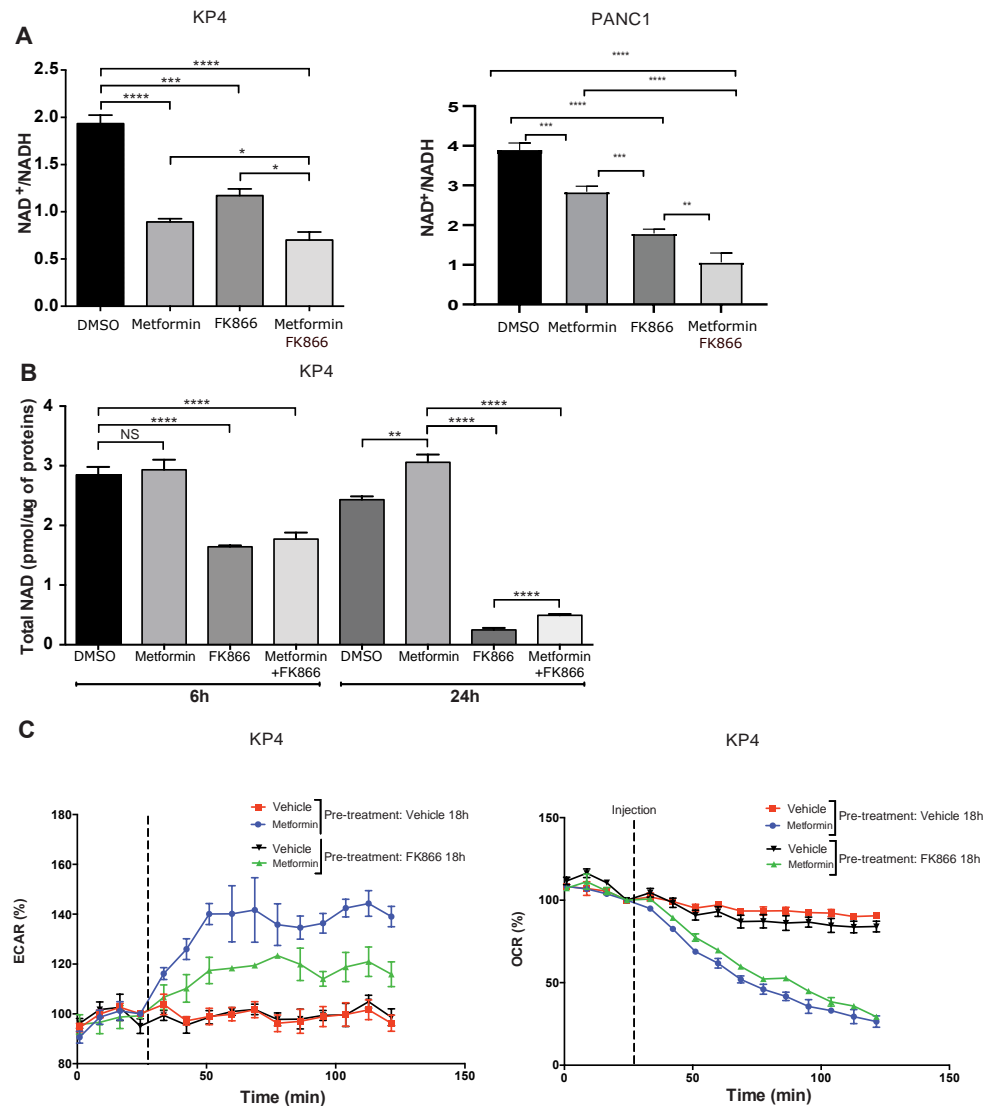 A
KP4
NAD+/NADH
2.5
2.0
1.5
1.0
0.5
0.0
****
***
****
*
*
DMSO
Metformin
FK866
Metformin
FK866
PANC1
NAD+/NADH
5
4
3
2
1
0
****
****
****
***
***
**
DMSO
Metformin
FK866
Metformin
FK866
B
KP4
Total NAD (pmol/ug of proteins)
4
3
2
1
0
****
****
NS
****
****
**
****
DMSO
Metformin
FK866
Metformin
+FK866
DMSO
Metformin
FK866
Metformin
+FK866
6h
24h
C
KP4
ECAR (%)
180
160
140
120
100
80
0
50
100
150
Time (min)
Vehicle
Metformin
Pre-treatment: Vehicle 18h
Vehicle
Metformin
Pre-treatment: FK866 18h
KP4
OCR (%)
150
100
50
0
0
50
100
150
Time (min)
Injection
Vehicle
Metformin
Pre-treatment: Vehicle 18h
Vehicle
Metformin
Pre-treatment: FK866 18h